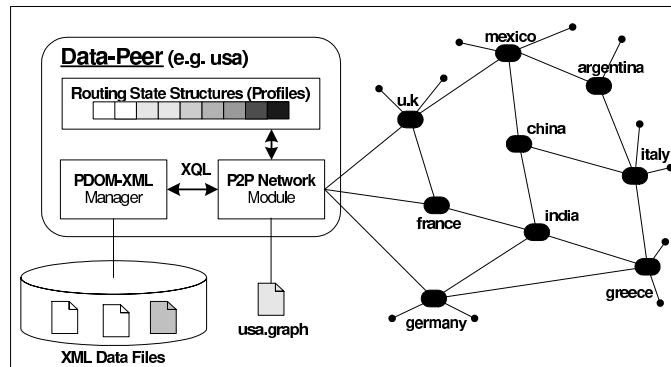 Data-Peer (e.g. usa)
Routing State Structures (Profiles)
PDOM-XML
Manager
XQL
P2P Network
Module
XML Data Files
usa.graph
mexico
argentina
u.k
china
italy
france
india
germany
greece